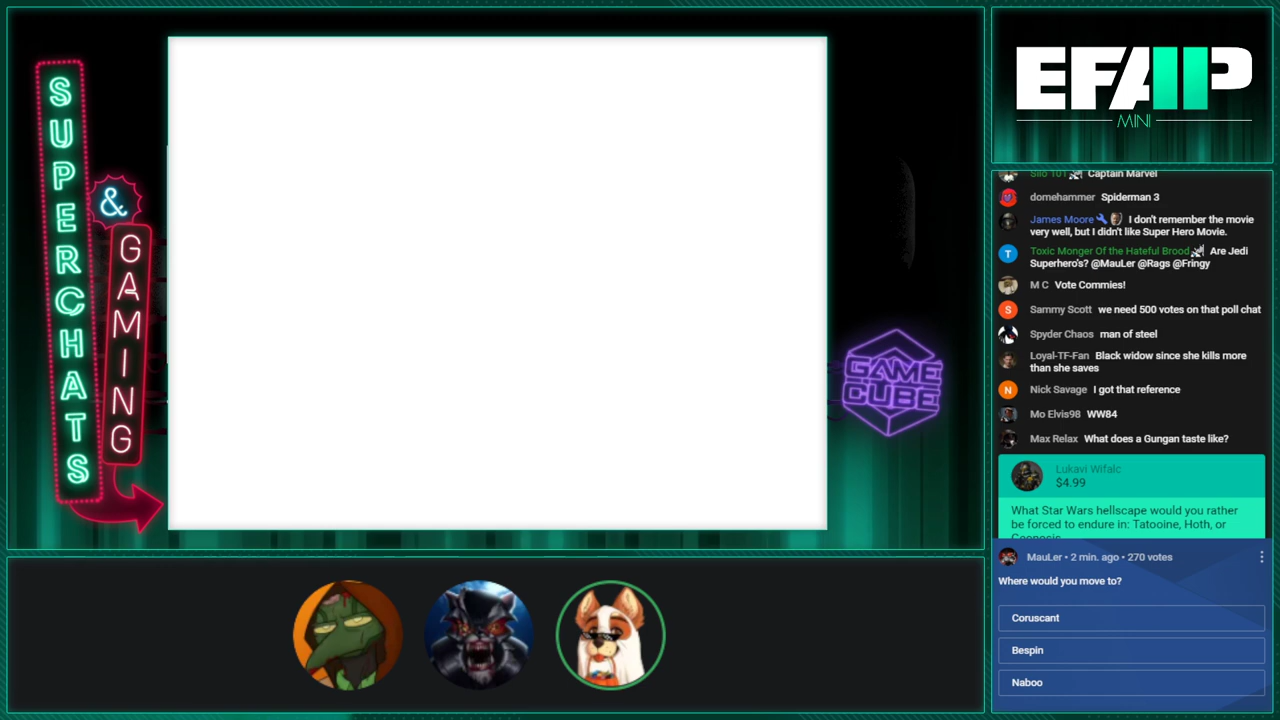 SUPERCHATS
&
GAMING
GAME
CUBE
EFAP
MINI
Silo 101 Captain Marvel
domehammer Spiderman 3
James Moore I don't remember the movie
very well, but I didn't like Super Hero Movie.
T
Toxic Monger Of the Hateful Brood Are Jedi
Superhero's? @MauLer @Rags @Fringy
M C Vote Commies!
S
Sammy Scott we need 500 votes on that poll chat
Spyder Chaos man of steel
Loyal-TF-Fan Black widow since she kills more
than she saves
N
Nick Savage I got that reference
Mo Elvis98 WW84
Max Relax What does a Gungan taste like?
Lukavi Wifalc
$4.99
What Star Wars hellscape would you rather
be forced to endure in: Tatooine, Hoth, or
Geonosis
MauLer • 2 min. ago • 270 votes
Where would you move to?
Coruscant
Bespin
Naboo